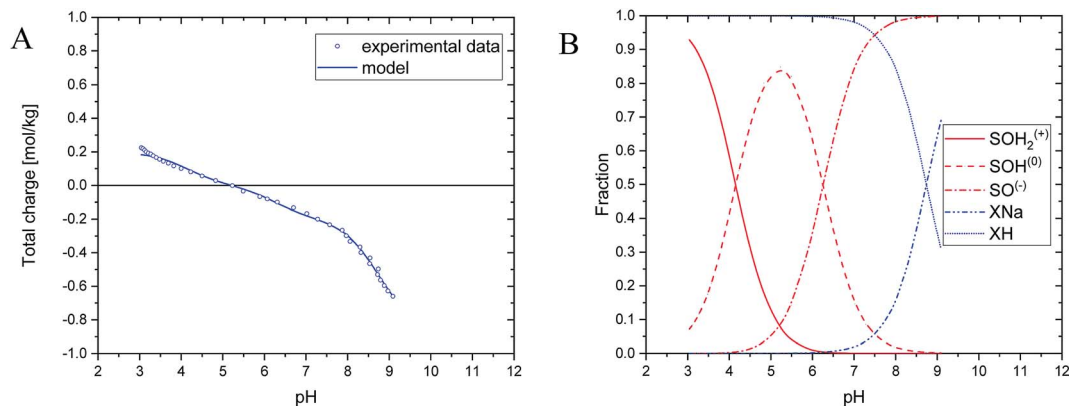 A
Total charge [mol/kg]
1.0
0.8
0.6
0.4
0.2
0.0
-0.2
-0.4
-0.6
-0.8
-1.0
experimental data
model
2 3 4 5 6 7 8 9 10 11 12
pH
B
Fraction
1.0
0.9
0.8
0.7
0.6
0.5
0.4
0.3
0.2
0.1
0.0
SOH₂⁽⁺⁾
SOH⁽⁰⁾
SO⁽⁻⁾
XNa
XH
2 3 4 5 6 7 8 9 10 11 12
pH